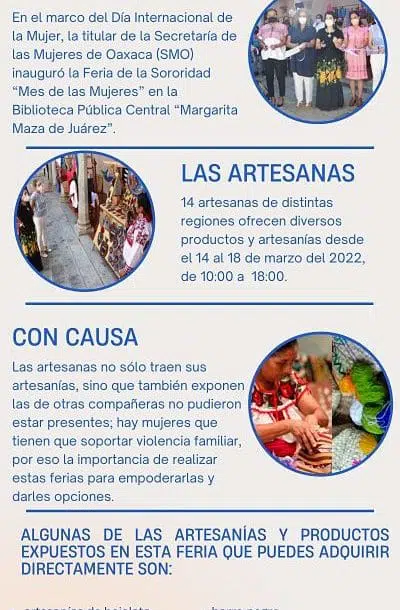 En el marco del Día Internacional de
la Mujer, la titular de la Secretaría de
las Mujeres de Oaxaca (SMO)
inauguró la Feria de la Sororidad
“Mes de las Mujeres” en la
Biblioteca Pública Central “Margarita
Maza de Juárez”.
LAS ARTESANAS
14 artesanas de distintas
regiones ofrecen diversos
productos y artesanías desde
el 14 al 18 de marzo del 2022,
de 10:00 a 18:00.
CON CAUSA
Las artesanas no sólo traen sus
artesanías, sino que también exponen
las de otras compañeras no pudieron
estar presentes; hay mujeres que
tienen que soportar violencia familiar,
por eso la importancia de realizar
estas ferias para empoderarlas y
darles opciones.
ALGUNAS DE LAS ARTESANÍAS Y PRODUCTOS
EXPUESTOS EN ESTA FERIA QUE PUEDES ADQUIRIR
DIRECTAMENTE SON: